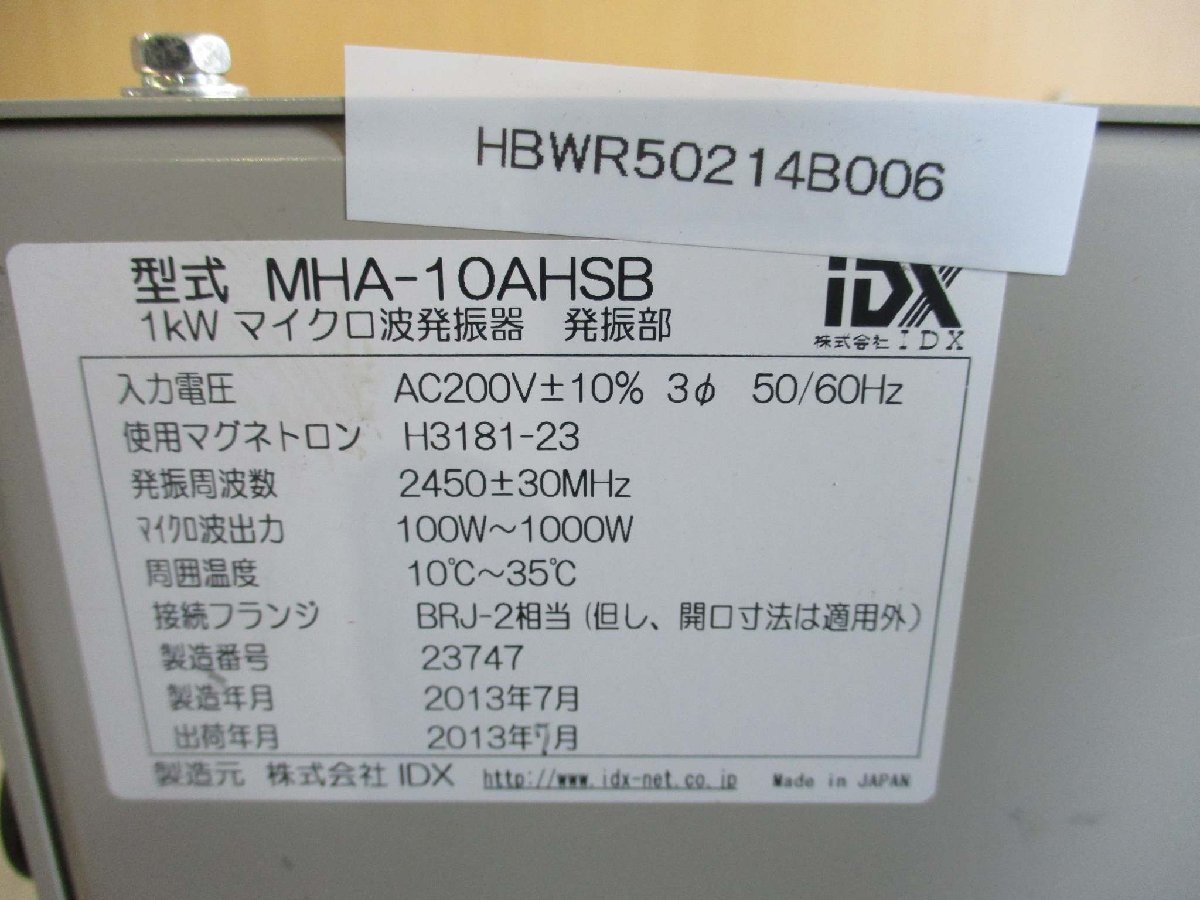 HBWR50214B006
型式 MHA-10AHSB
iDX
1kW マイクロ波発振器 発振部
株式会社 IDX
入力電圧 AC200V±10% 3φ 50/60Hz
使用マグネトロン H3181-23
発振周波数 2450±30MHz
マイクロ波出力 100W～1000W
周囲温度 10℃～35℃
接続フランジ BRJ-2相当（但し、開口寸法は適用外）
製造番号 23747
製造年月 2013年7月
出荷年月 2013年7月
製造元 株式会社 IDX http://www.idx-net.co.jp Made in JAPAN